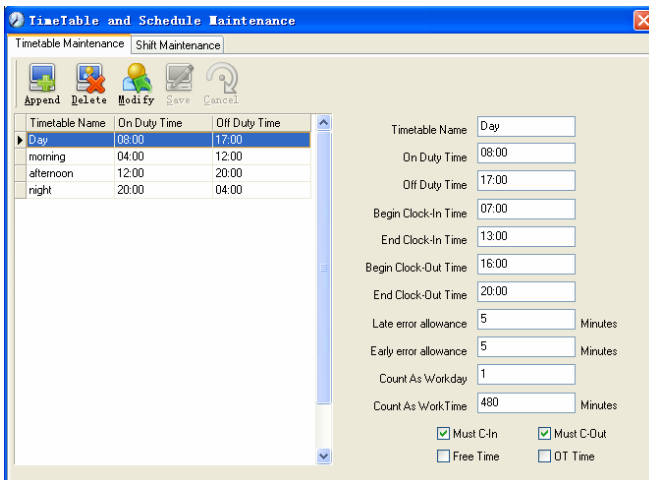 TimeTable and Schedule Maintenance
Timetable Maintenance Shift Maintenance
Append Delete Modify Save Cancel
Timetable Name On Duty Time Off Duty Time
Day 08:00 17:00
morning 04:00 12:00
afternoon 12:00 20:00
night 20:00 04:00
Timetable Name Day
On Duty Time 08:00
Off Duty Time 17:00
Begin Clock-In Time 07:00
End Clock-In Time 13:00
Begin Clock-Out Time 16:00
End Clock-Out Time 20:00
Late error allowance 5 Minutes
Early error allowance 5 Minutes
Count As Workday 1
Count As WorkTime 480 Minutes
Must C-In Must C-Out
Free Time OT Time